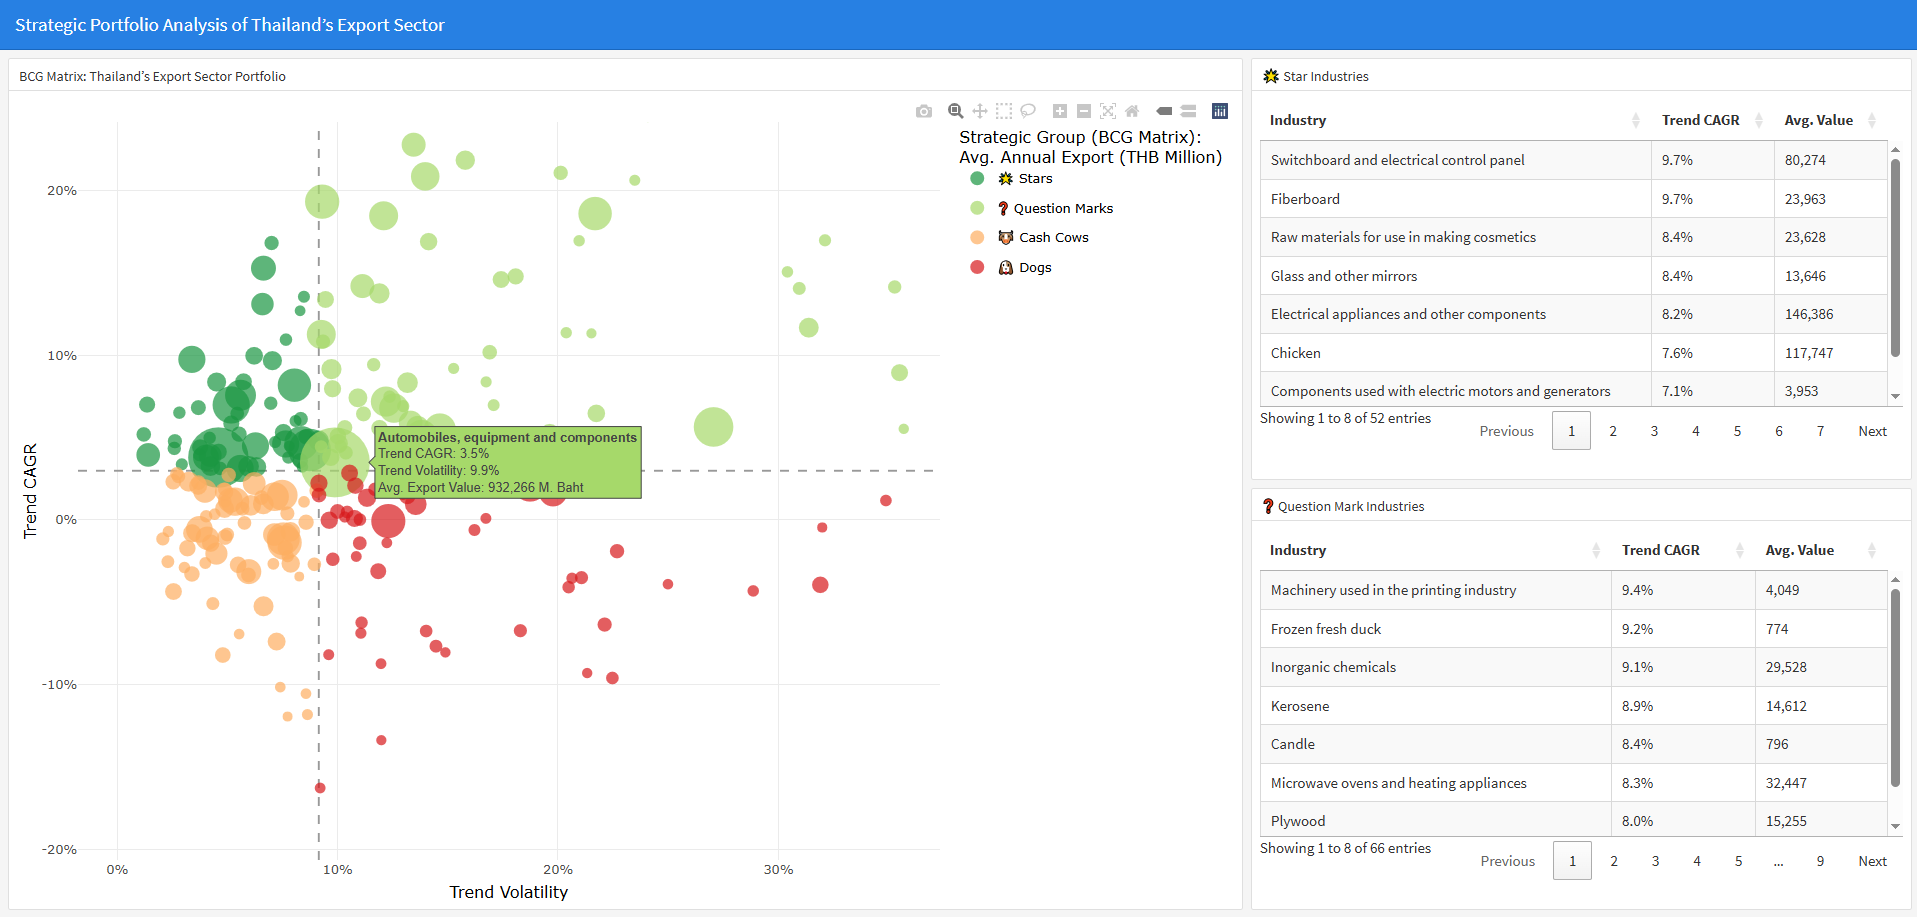 Strategic Portfolio Analysis of Thailand's Export Sector
BCG Matrix: Thailand's Export Sector Portfolio
Strategic Group (BCG Matrix):
Avg. Annual Export (THB Million)
Stars
Question Marks
Cash Cows
Dogs
20%
10%
0%
-10%
-20%
Trend CAGR
Automobiles, equipment and components
Trend CAGR: 3.5%
Trend Volatility: 9.9%
Avg. Export Value: 932,266 M. Baht
0% 10% 20% 30%
Trend Volatility
Star Industries
Industry Trend CAGR Avg. Value
Switchboard and electrical control panel 9.7% 80,274
Fiberboard 9.7% 23,963
Raw materials for use in making cosmetics 8.4% 23,628
Glass and other mirrors 8.4% 13,646
Electrical appliances and other components 8.2% 146,386
Chicken 7.6% 117,747
Components used with electric motors and generators 7.1% 3,953
Showing 1 to 8 of 52 entries
Previous 1 2 3 4 5 6 7 Next
Question Mark Industries
Industry Trend CAGR Avg. Value
Machinery used in the printing industry 9.4% 4,049
Frozen fresh duck 9.2% 774
Inorganic chemicals 9.1% 29,528
Kerosene 8.9% 14,612
Candle 8.4% 796
Microwave ovens and heating appliances 8.3% 32,447
Plywood 8.0% 15,255
Showing 1 to 8 of 66 entries
Previous 1 2 3 4 5 ... 9 Next